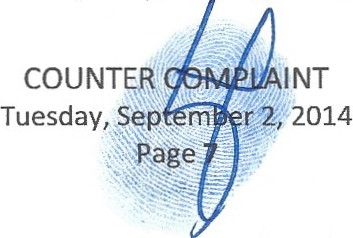 COUNTER COMPLAINT
Tuesday, September 2, 2014
Page 7